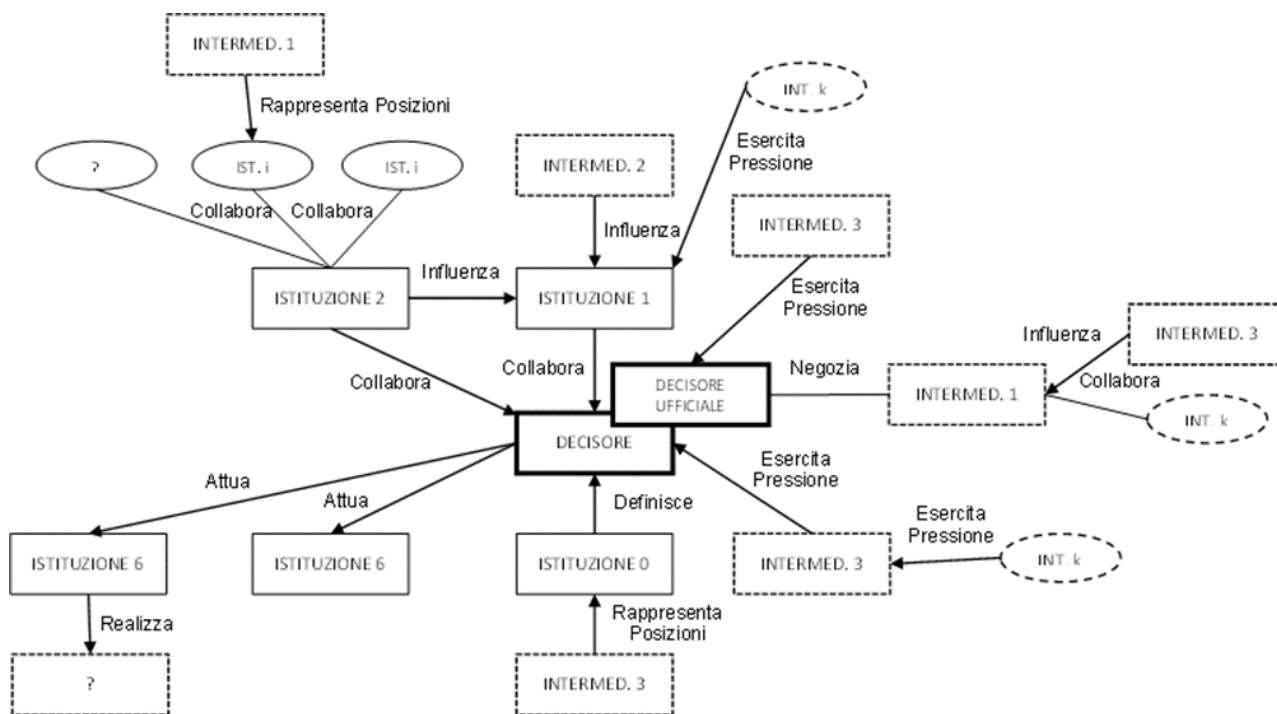 INTERMED. 1
Rappresenta Posizioni
INT. k
Esercita
Pressione
?
IST. i
IST. i
INTERMED. 2
Collabora
Collabora
Influenza
INTERMED. 3
Influenza
ISTITUZIONE 2
ISTITUZIONE 1
Esercita
Pressione
Influenza
INTERMED. 3
Collabora
Collabora
Collabora
DECISORE
UFFICIALE
Negozia
INTERMED. 1
INT. k
DECISORE
Attua
Attua
Definisce
Esercita
Pressione
Esercita
Pressione
ISTITUZIONE 6
ISTITUZIONE 6
ISTITUZIONE 0
INTERMED. 3
INT. k
Realizza
Rappresenta
Posizioni
?
INTERMED. 3